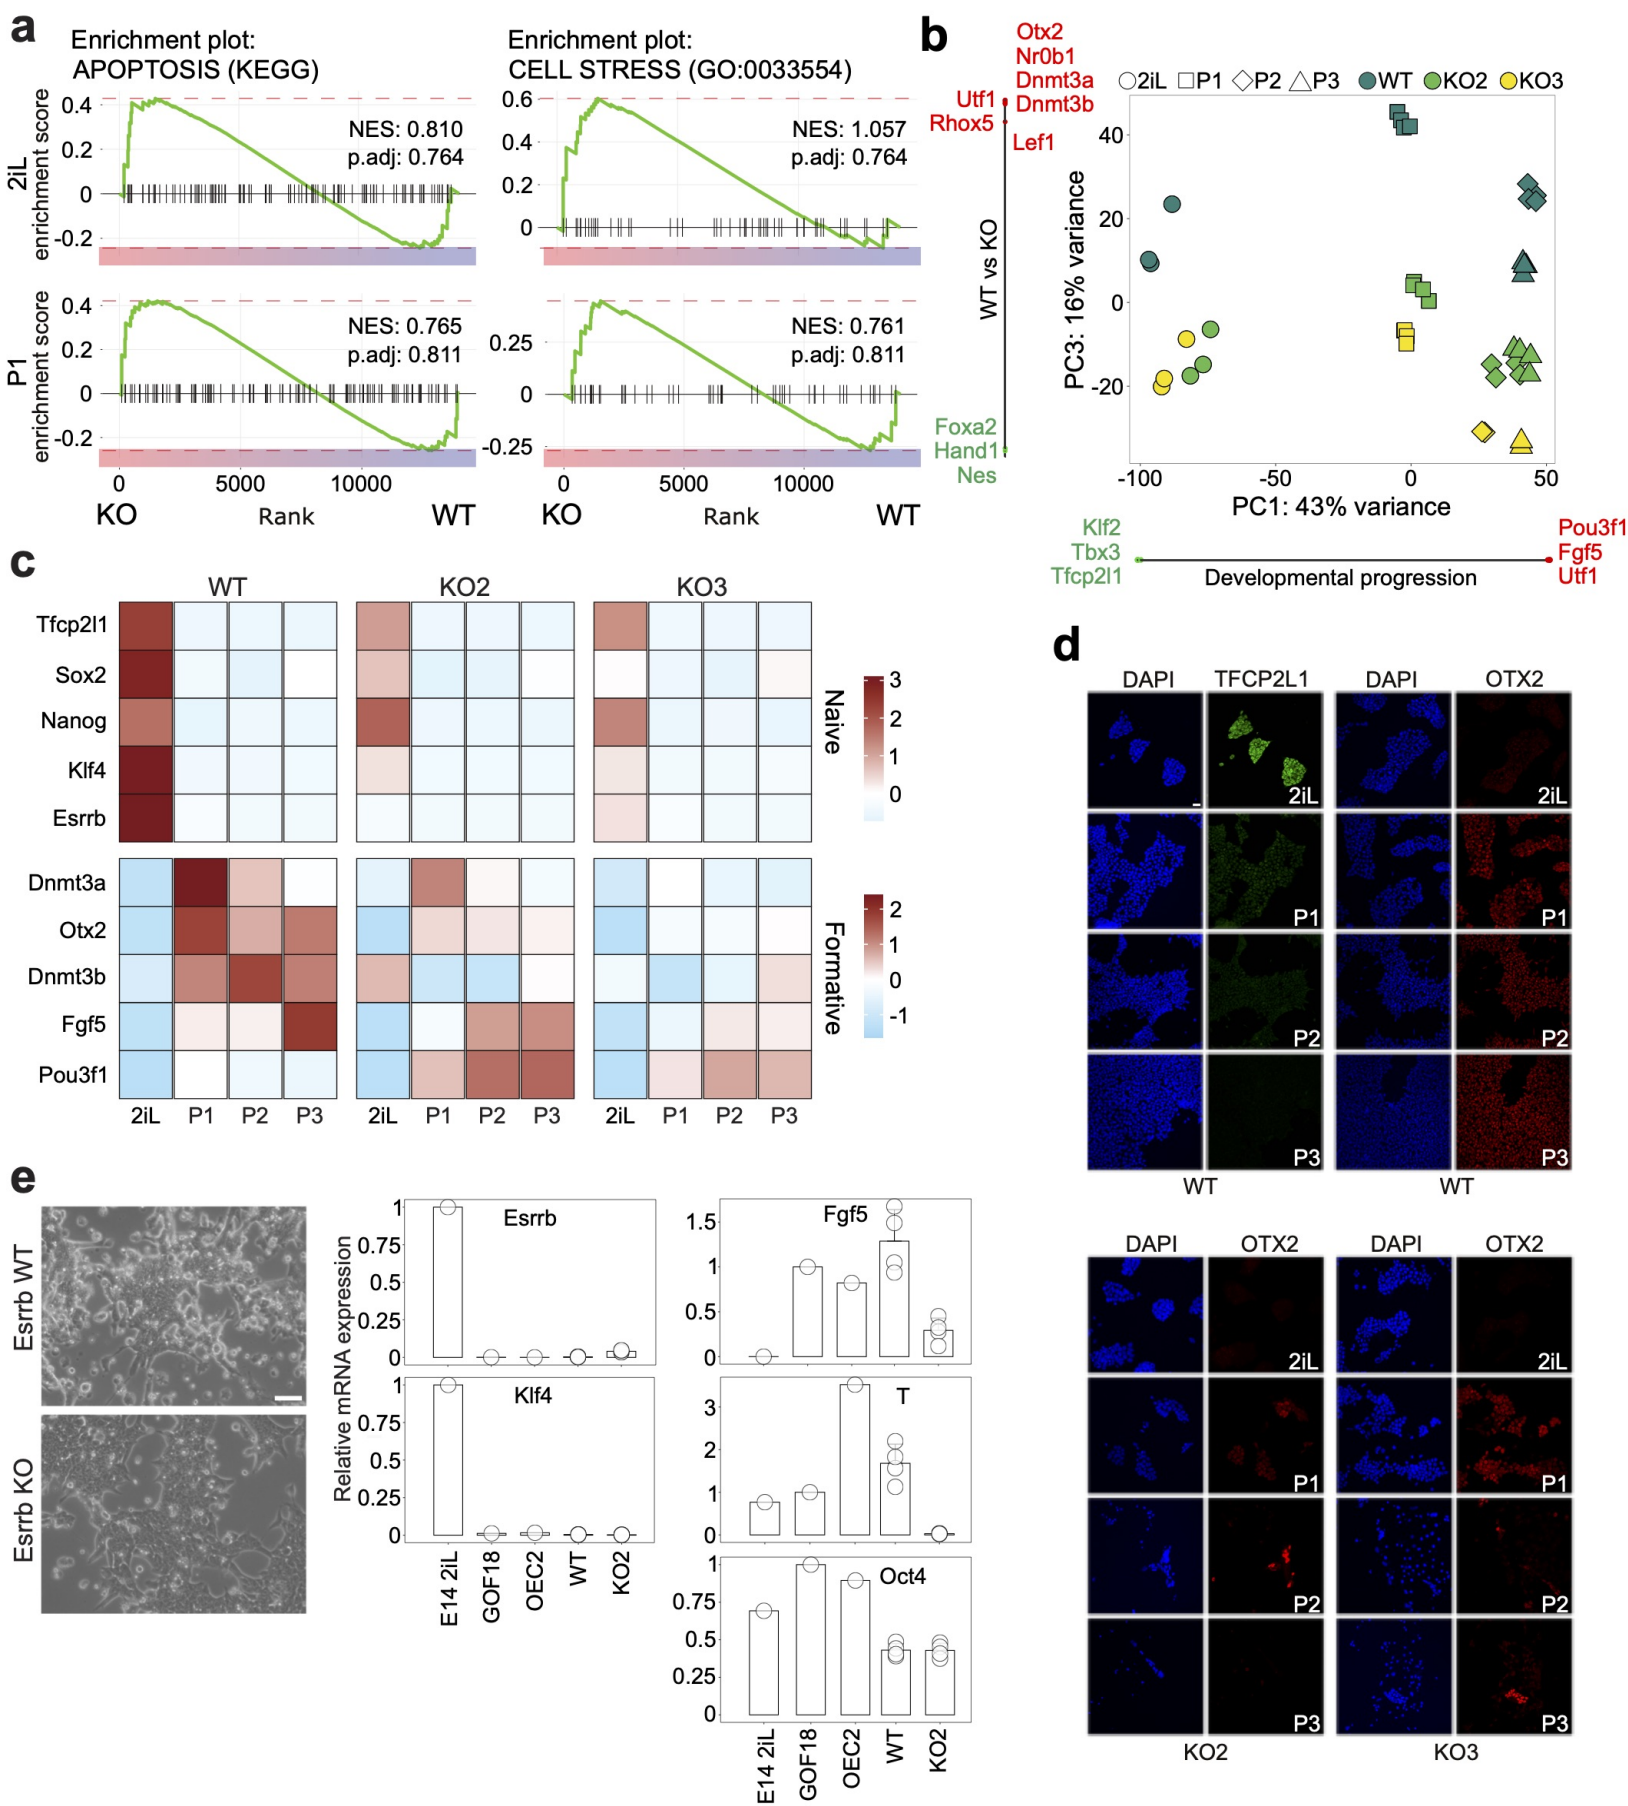 a
Enrichment plot:
APOPTOSIS (KEGG)
Enrichment plot:
CELL STRESS (GO:0033554)
2iL
enrichment score
0.4
0.2
0
-0.2
NES: 0.810
p.adj: 0.764
0.6
0.4
0.2
0
NES: 1.057
p.adj: 0.764
P1
enrichment score
0.4
0.2
0
-0.2
NES: 0.765
p.adj: 0.811
0.25
0
-0.25
NES: 0.761
p.adj: 0.811
0 5000 10000
KO Rank WT
0 5000 10000
KO Rank WT
b
Otx2
Nr0b1
Dnmt3a
Utf1 Dnmt3b
Rhox5
Lef1
2iL P1 P2 P3 WT KO2 KO3
WT vs KO
Foxa2
Hand1
Nes
PC3: 16% variance
40
20
0
-20
-100 -50 0 50
PC1: 43% variance
Klf2
Tbx3
Tfcp2l1
Developmental progression
Pou3f1
Fgf5
Utf1
c
WT KO2 KO3
Tfcp2l1
Sox2
Nanog
Klf4
Esrrb
3
2
1
0
Naive
Dnmt3a
Otx2
Dnmt3b
Fgf5
Pou3f1
2
1
0
-1
Formative
2iL P1 P2 P3 2iL P1 P2 P3 2iL P1 P2 P3
d
DAPI TFCP2L1 DAPI OTX2
2iL 2iL
P1 P1
P2 P2
P3 P3
WT WT
DAPI OTX2 DAPI OTX2
2iL 2iL
P1 P1
P2 P2
P3 P3
KO2 KO3
e
Esrrb WT
Esrrb KO
Relative mRNA expression
Esrrb
1
0.75
0.5
0.25
0
Klf4
1
0.75
0.5
0.25
0
E14 2iL
GOF18
OEC2
WT
KO2
Fgf5
1.5
1
0.5
0
T
3
2
1
0
Oct4
1
0.75
0.5
0.25
0
E14 2iL
GOF18
OEC2
WT
KO2